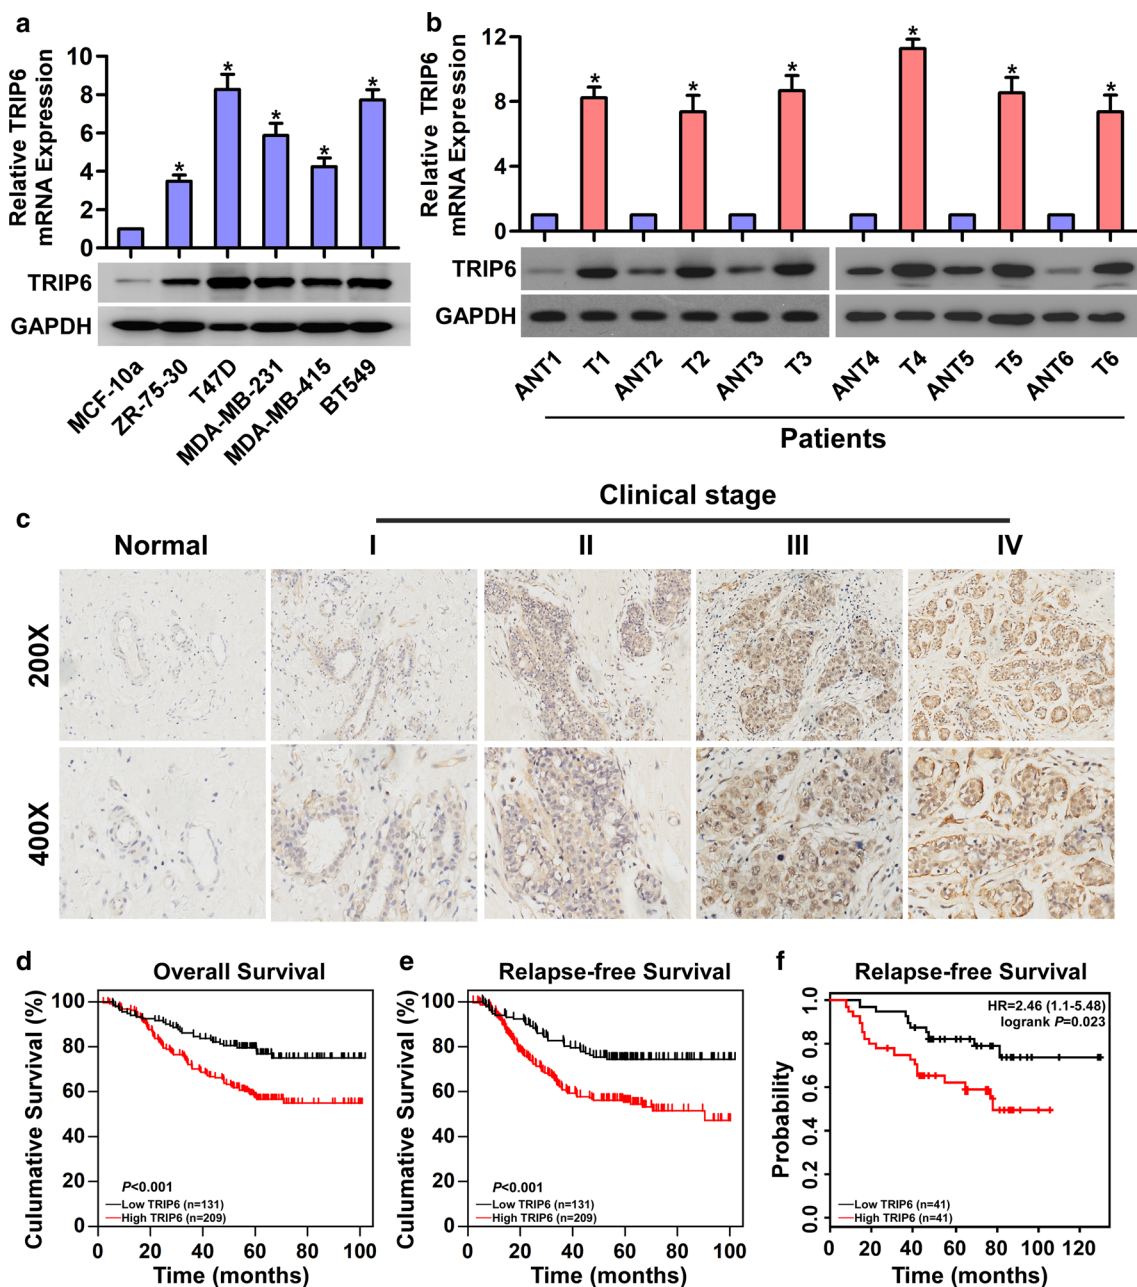 a
Relative TRIP6
mRNA Expression
10
8
6
4
2
0
*
*
*
*
*
TRIP6
GAPDH
MCF-10a
ZR-75-30
T47D
MDA-MB-231
MDA-MB-415
BT549
b
Relative TRIP6
mRNA Expression
12
8
4
0
*
*
*
*
*
*
TRIP6
GAPDH
ANT1
T1
ANT2
T2
ANT3
T3
ANT4
T4
ANT5
T5
ANT6
T6
Patients
c
Clinical stage
Normal
I
II
III
IV
200X
400X
d
Overall Survival
Culumative Survival (%)
100
80
60
40
80
0
P<0.001
Low TRIP6 (n=131)
High TRIP6 (n=209)
0 20 40 60 80 100
Time (months)
e
Relapse-free Survival
Culumative Survival (%)
100
80
60
40
80
0
P<0.001
Low TRIP6 (n=131)
High TRIP6 (n=209)
0 20 40 60 80 100
Time (months)
f
Relapse-free Survival
HR=2.46 (1.1-5.48)
logrank P=0.023
Probability
1.0
0.8
0.6
0.4
0.2
0.0
Low TRIP6 (n=41)
High TRIP6 (n=41)
0 20 40 60 80 100 120
Time (months)